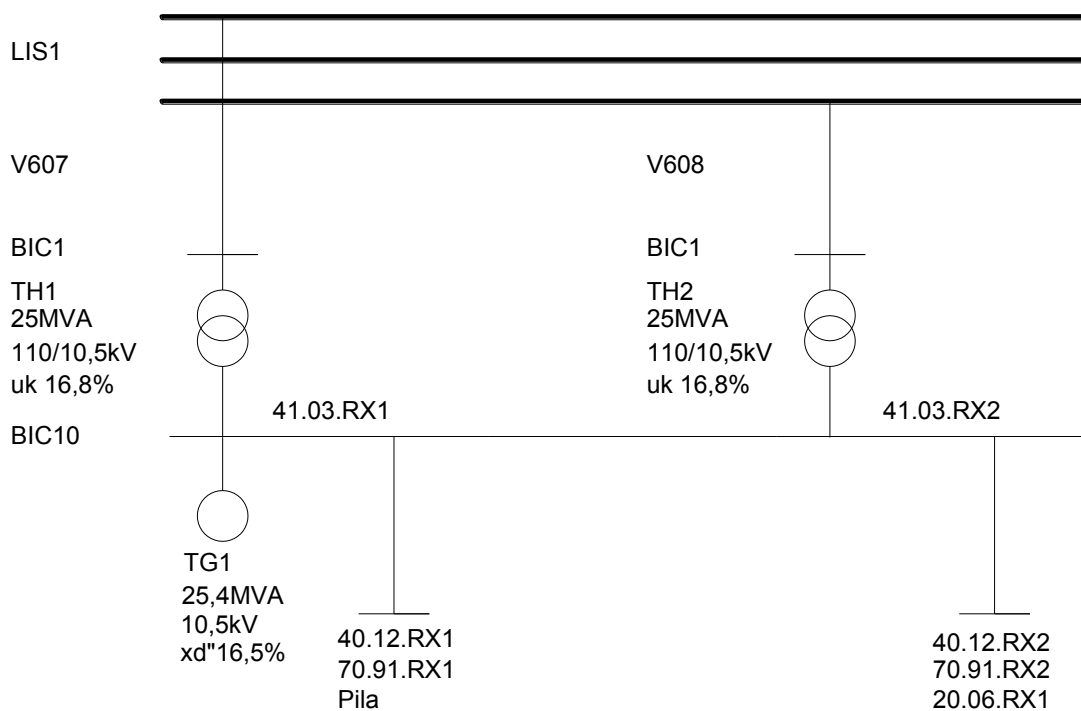 LIS1
V607
V608
BIC1
BIC1
TH1
25MVA
110/10,5kV
uk 16,8%
TH2
25MVA
110/10,5kV
uk 16,8%
41.03.RX1
41.03.RX2
BIC10
TG1
25,4MVA
10,5kV
xd"16,5%
40.12.RX1
70.91.RX1
Pila
40.12.RX2
70.91.RX2
20.06.RX1